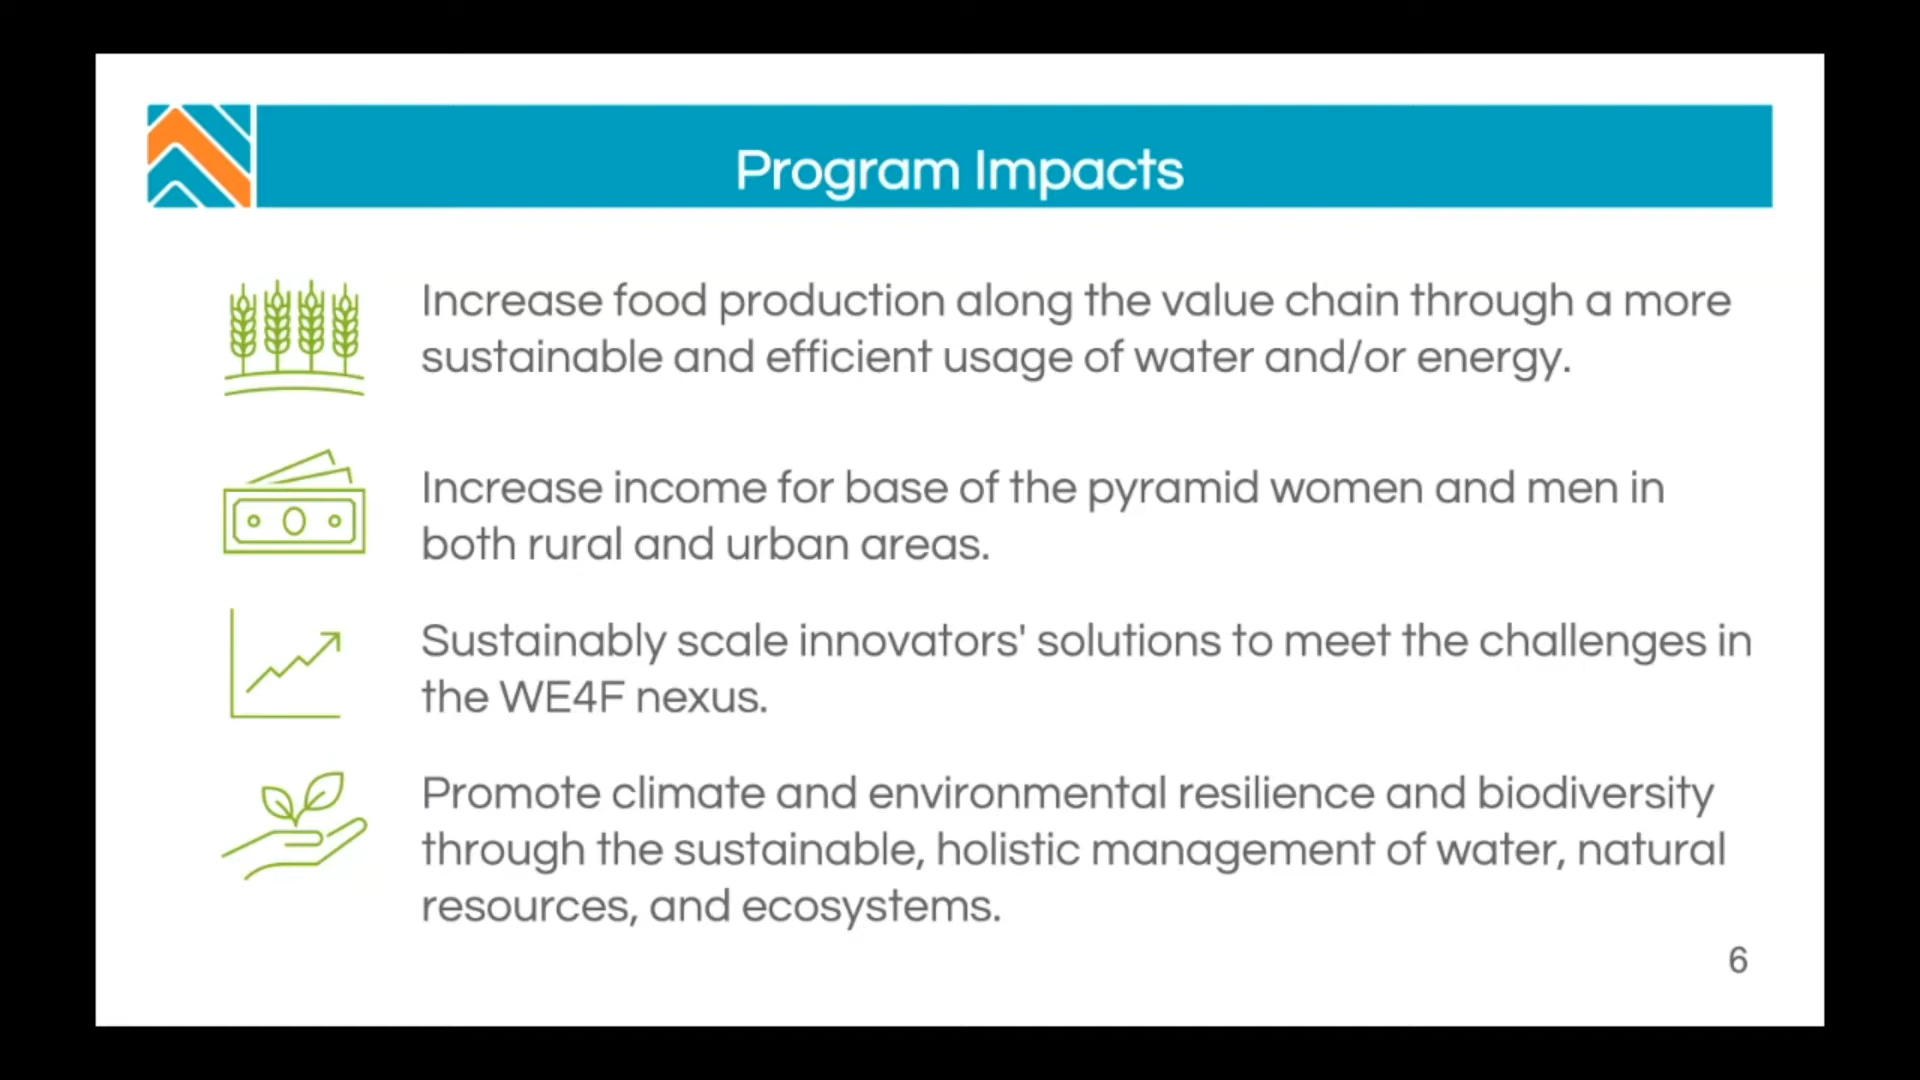 Program Impacts
Increase food production along the value chain through a more
sustainable and efficient usage of water and/or energy.
Increase income for base of the pyramid women and men in
both rural and urban areas.
Sustainably scale innovators' solutions to meet the challenges in
the WE4F nexus.
Promote climate and environmental resilience and biodiversity
through the sustainable, holistic management of water, natural
resources, and ecosystems.
6